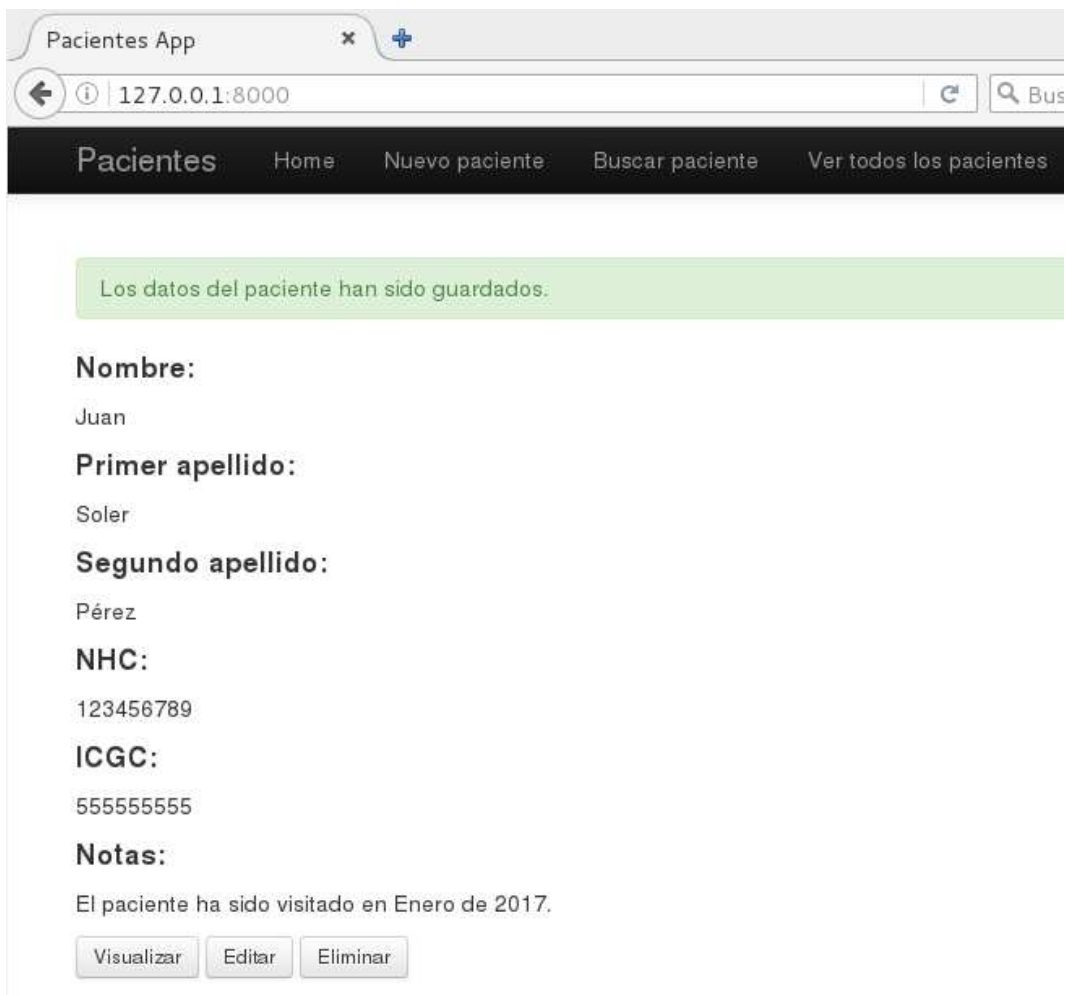 Pacientes App
127.0.0.1:8000 Bus
Pacientes Home Nuevo paciente Buscar paciente Ver todos los pacientes
Los datos del paciente han sido guardados.
Nombre:
Juan
Primer apellido:
Soler
Segundo apellido:
Pérez
NHC:
123456789
ICGC:
555555555
Notas:
El paciente ha sido visitado en Enero de 2017.
Visualizar Editar Eliminar